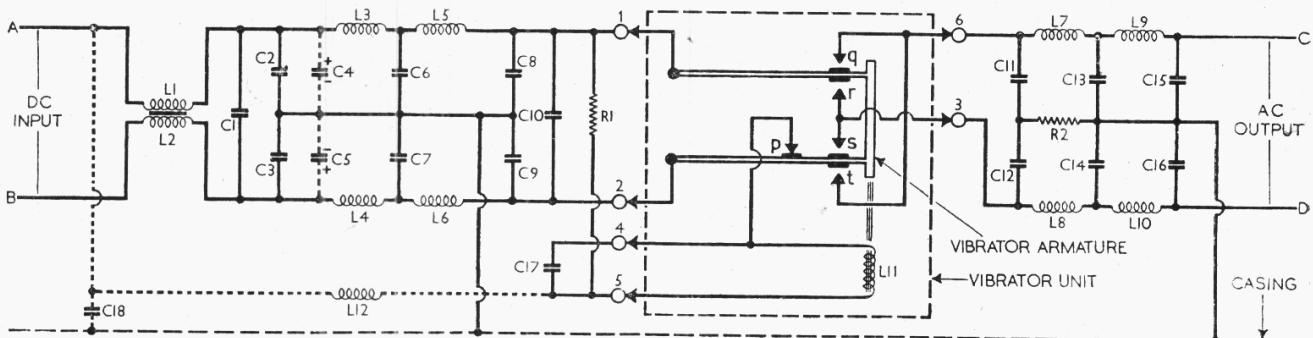 A
DC
INPUT
B
L1
L2
C1
C2
C3
C4
C5
+
−
−
+
L3
L5
C6
C7
L4
L6
C8
C9
C10
R1
1
2
4
5
C17
L12
C18
p
q
r
s
t
L11
VIBRATOR ARMATURE
VIBRATOR UNIT
6
3
L7
L9
C11
C13
C15
R2
C12
C14
C16
L8
L10
C
AC
OUTPUT
D
CASING